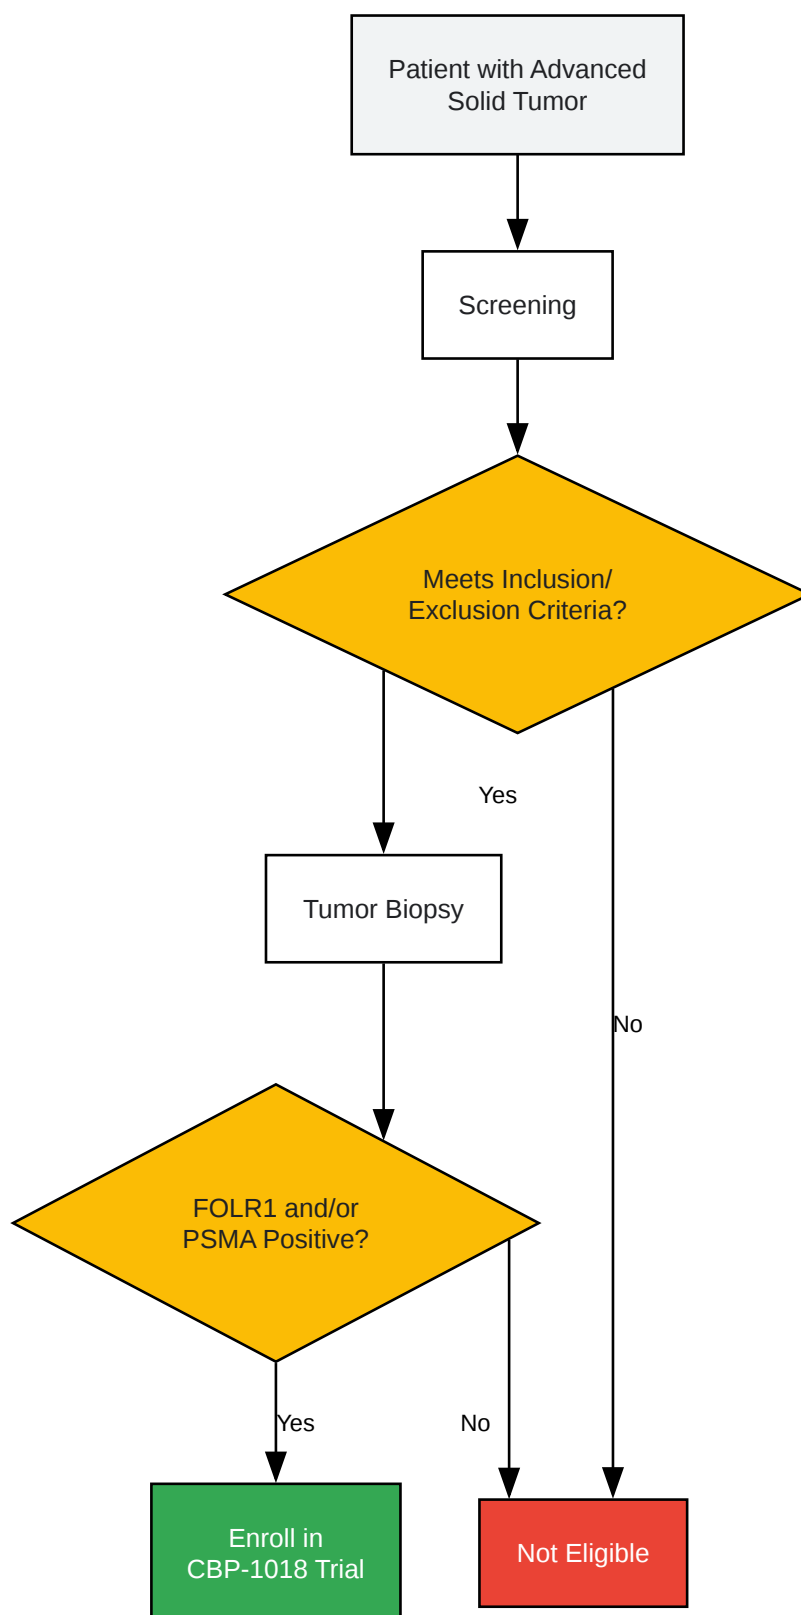 Patient with Advanced
Solid Tumor
Screening
Meets Inclusion/
Exclusion Criteria?
Yes
Tumor Biopsy
No
FOLR1 and/or
PSMA Positive?
Yes
No
Enroll in
CBP-1018 Trial
Not Eligible